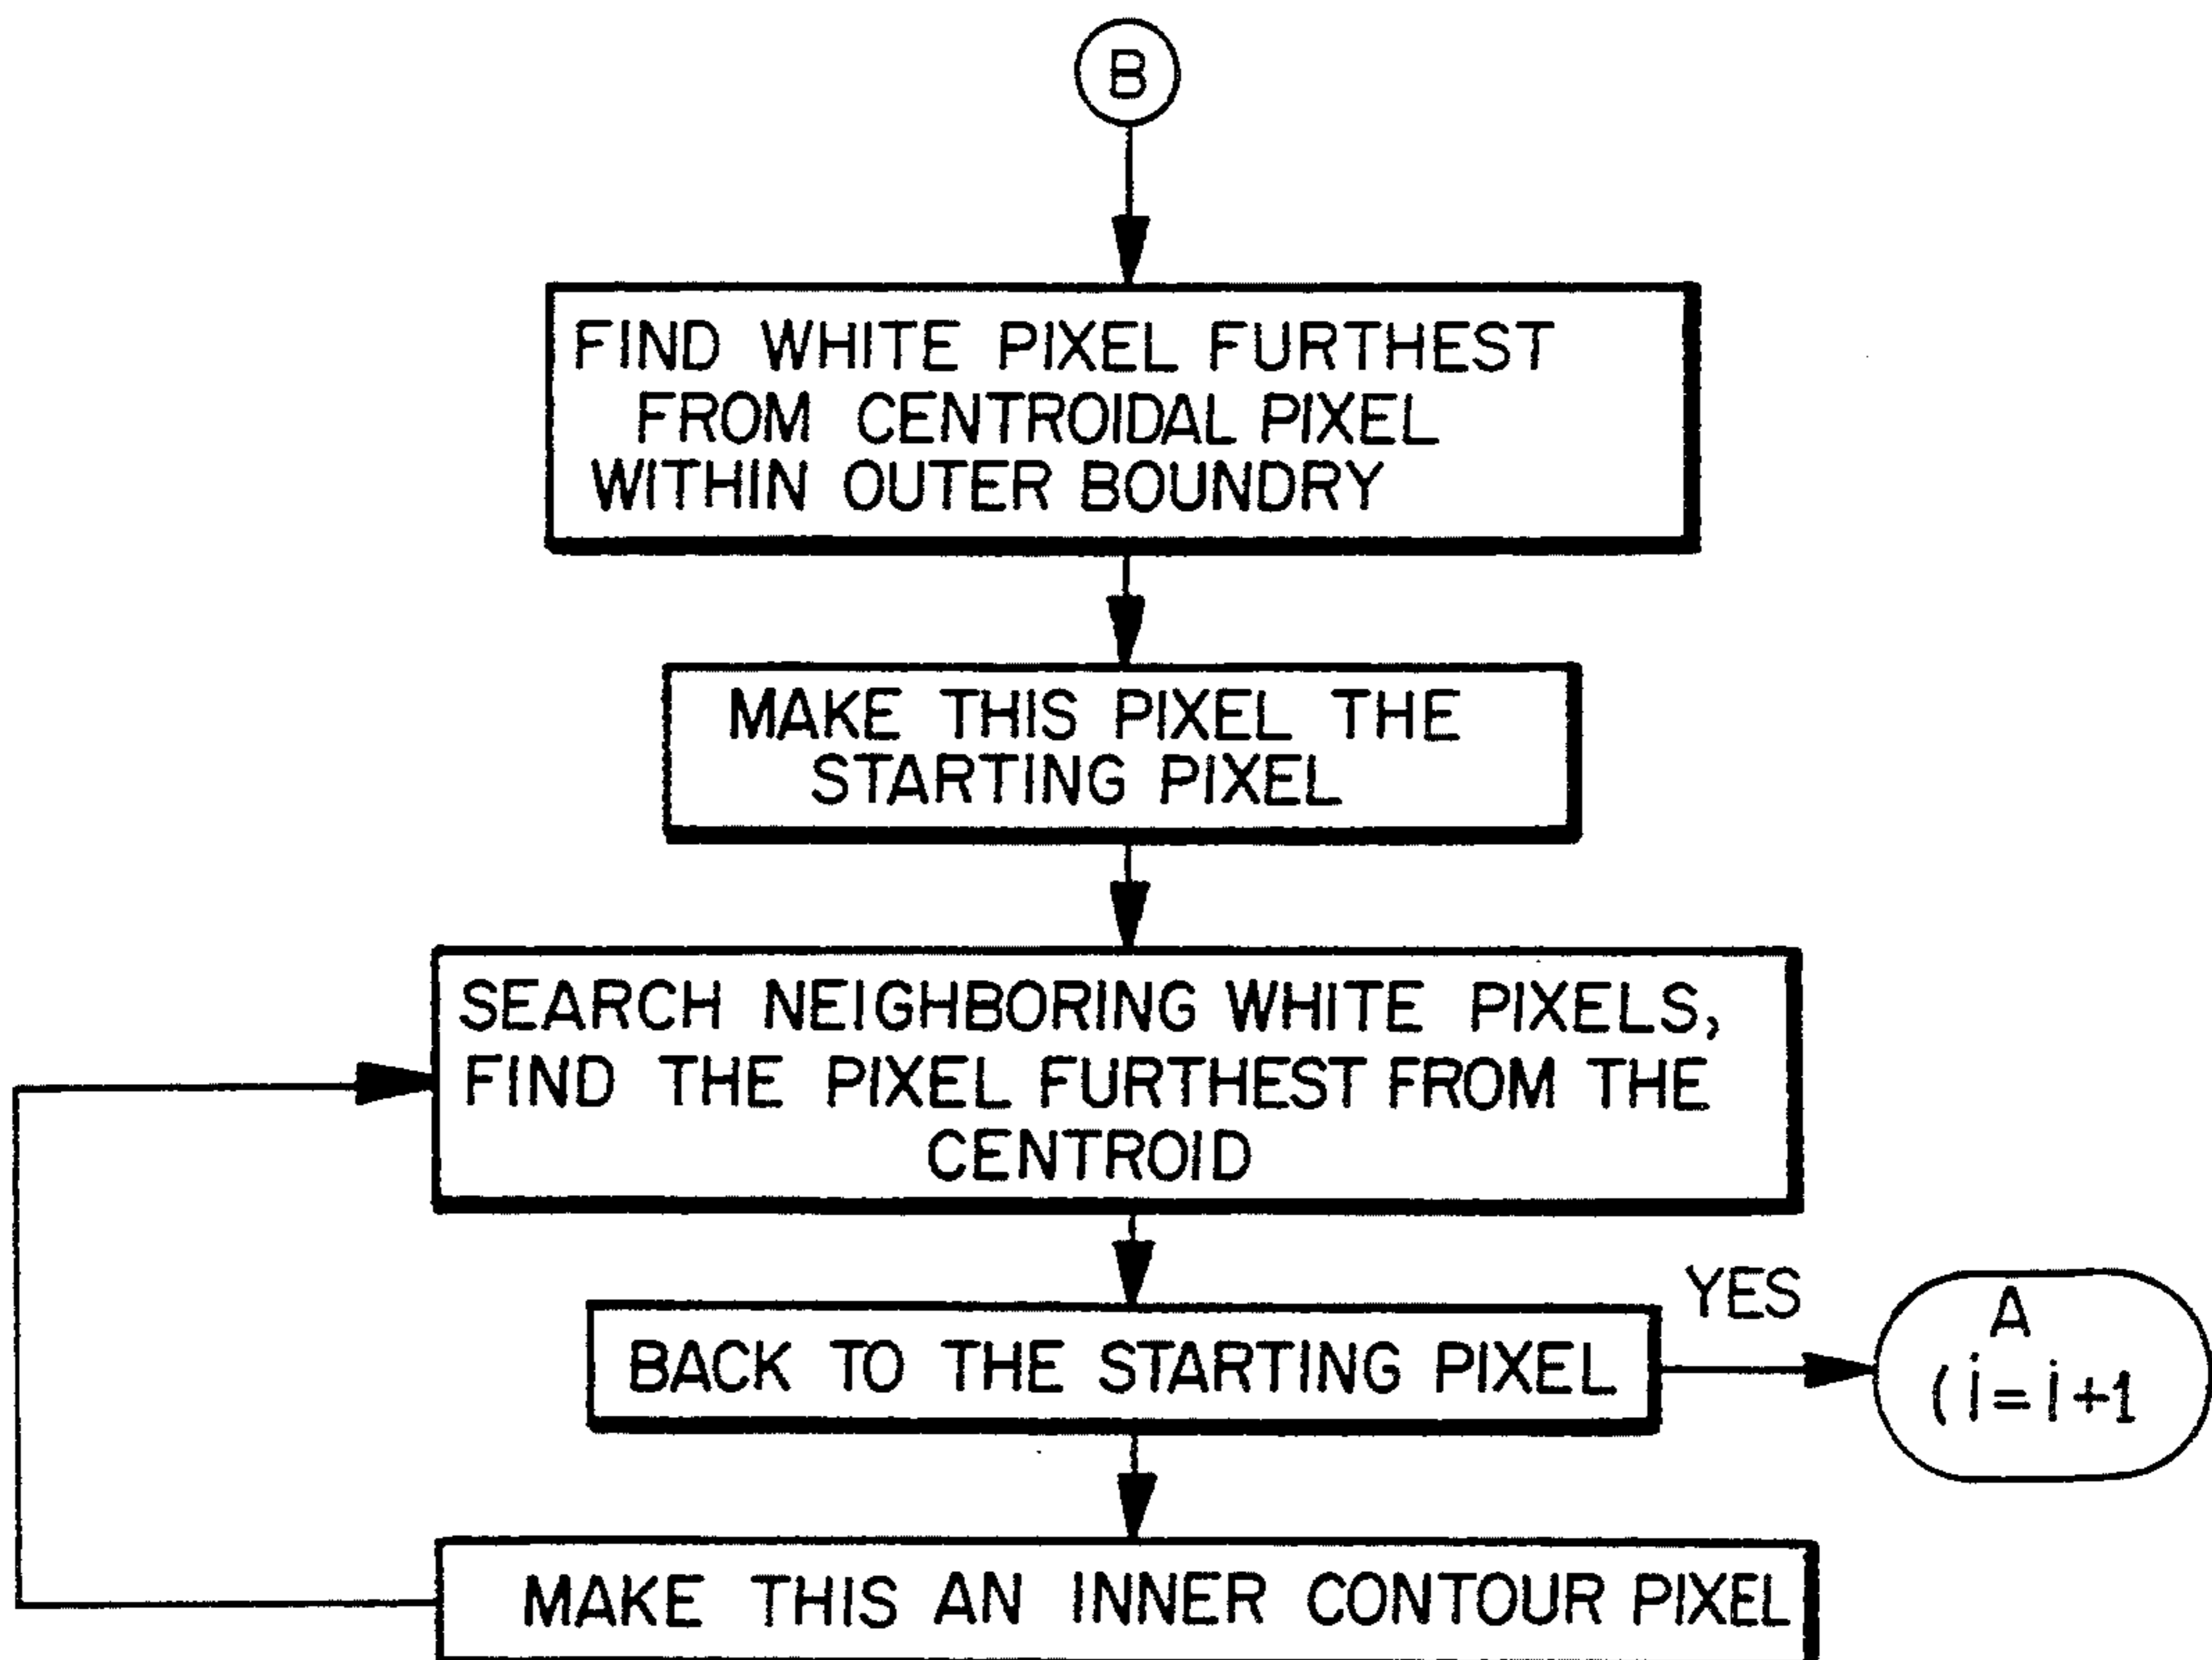 B
FIND WHITE PIXEL FURTHEST
FROM CENTROIDAL PIXEL
WITHIN OUTER BOUNDRY
MAKE THIS PIXEL THE
STARTING PIXEL
SEARCH NEIGHBORING WHITE PIXELS,
FIND THE PIXEL FURTHEST FROM THE
CENTROID
BACK TO THE STARTING PIXEL
YES
A
(i=i+1
MAKE THIS AN INNER CONTOUR PIXEL